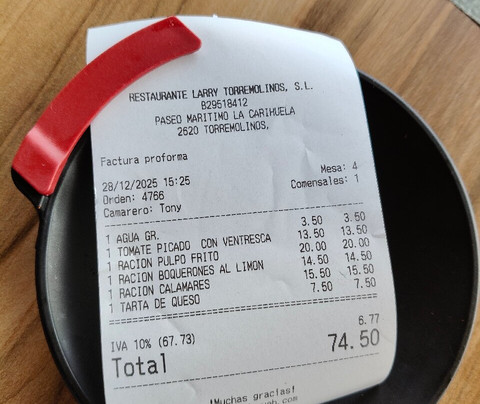 RESTAURANTE LARRY TORREMOLINOS, S.L.
B29518412
PASEO MARITIMO LA CARIHUELA
2620 TORREMOLINOS,
Factura proforma
28/12/2025 15:25 Mesa: 4
Orden: 4766 Comensales: 1
Camarero: Tony
1 AGUA GR. 3.50 3.50
1 TOMATE PICADO CON VENTRESCA 13.50 13.50
1 RACION PULPO FRITO 20.00 20.00
1 RACION BOQUERONES AL LIMON 14.50 14.50
1 RACION CALAMARES 15.50 15.50
1 TARTA DE QUESO 7.50 7.50
IVA 10% (67.73) 6.77
Total 74.50
¡Muchas gracias!